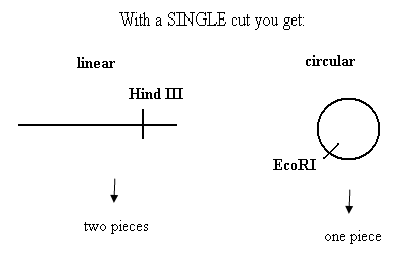 With a SINGLE cut you get:
linear
circular
Hind III
EcoRI
two pieces
one piece